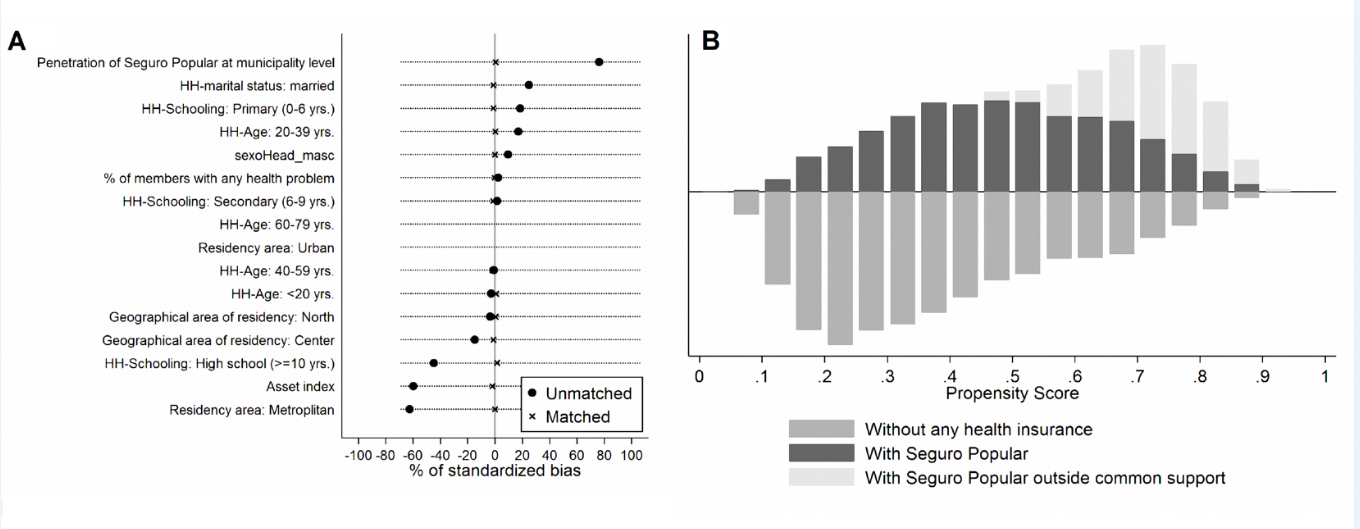 A
Penetration of Seguro Popular at municipality level
HH-marital status: married
HH-Schooling: Primary (0-6 yrs.)
HH-Age: 20-39 yrs.
sexoHead_masc
% of members with any health problem
HH-Schooling: Secondary (6-9 yrs.)
HH-Age: 60-79 yrs.
Residency area: Urban
HH-Age: 40-59 yrs.
HH-Age: <20 yrs.
Geographical area of residency: North
Geographical area of residency: Center
HH-Schooling: High school (>=10 yrs.)
Asset index
Residency area: Metroplitan
Unmatched
Matched
-100 -80 -60 -40 -20 0 20 40 60 80 100
% of standardized bias
B
0 .1 .2 .3 .4 .5 .6 .7 .8 .9 1
Propensity Score
Without any health insurance
With Seguro Popular
With Seguro Popular outside common support